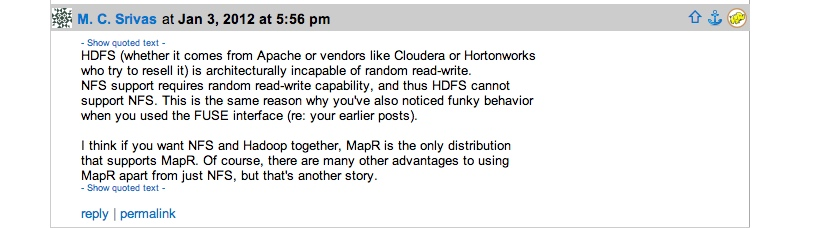 M. C. Srivas at Jan 3, 2012 at 5:56 pm
- Show quoted text -
HDFS (whether it comes from Apache or vendors like Cloudera or Hortonworks
who try to resell it) is architecturally incapable of random read-write.
NFS support requires random read-write capability, and thus HDFS cannot
support NFS. This is the same reason why you've also noticed funky behavior
when you used the FUSE interface (re: your earlier posts).
I think if you want NFS and Hadoop together, MapR is the only distribution
that supports MapR. Of course, there are many other advantages to using
MapR apart from just NFS, but that's another story.
- Show quoted text -
reply | permalink